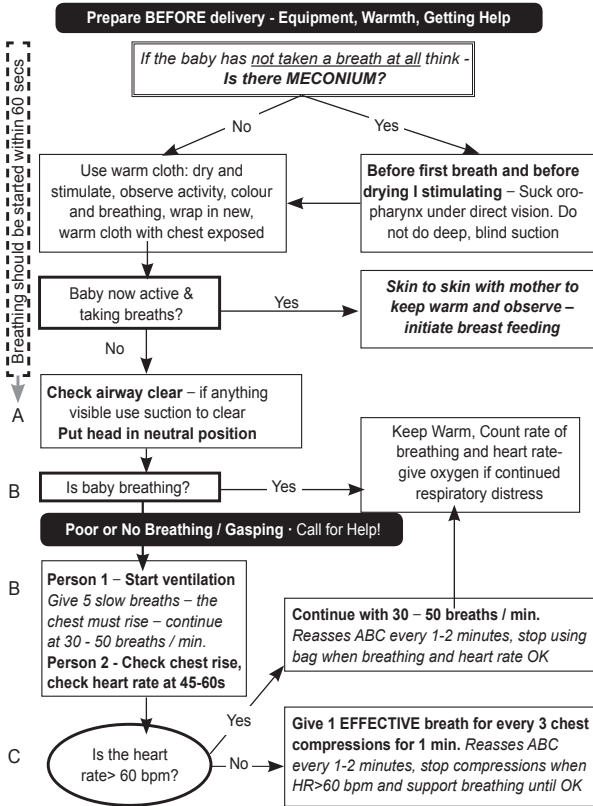 Prepare BEFORE delivery - Equipment, Warmth, Getting Help
Breathing should be started within 60 secs
If the baby has not taken a breath at all think -
Is there MECONIUM?
No
Yes
Use warm cloth: dry and
stimulate, observe activity, colour
and breathing, wrap in new,
warm cloth with chest exposed
Before first breath and before
drying I stimulating – Suck oro-
pharynx under direct vision. Do
not do deep, blind suction
Baby now active &
taking breaths?
Yes
Skin to skin with mother to
keep warm and observe –
initiate breast feeding
No
A
Check airway clear – if anything
visible use suction to clear
Put head in neutral position
Keep Warm, Count rate of
breathing and heart rate-
give oxygen if continued
respiratory distress
B
Is baby breathing?
Yes
Poor or No Breathing / Gasping · Call for Help!
B
Person 1 – Start ventilation
Give 5 slow breaths – the
chest must rise – continue
at 30 - 50 breaths / min.
Person 2 - Check chest rise,
check heart rate at 45-60s
Continue with 30 – 50 breaths / min.
Reasses ABC every 1-2 minutes, stop using
bag when breathing and heart rate OK
Yes
C
Is the heart
rate> 60 bpm?
No
Give 1 EFFECTIVE breath for every 3 chest
compressions for 1 min. Reasses ABC
every 1-2 minutes, stop compressions when
HR>60 bpm and support breathing until OK